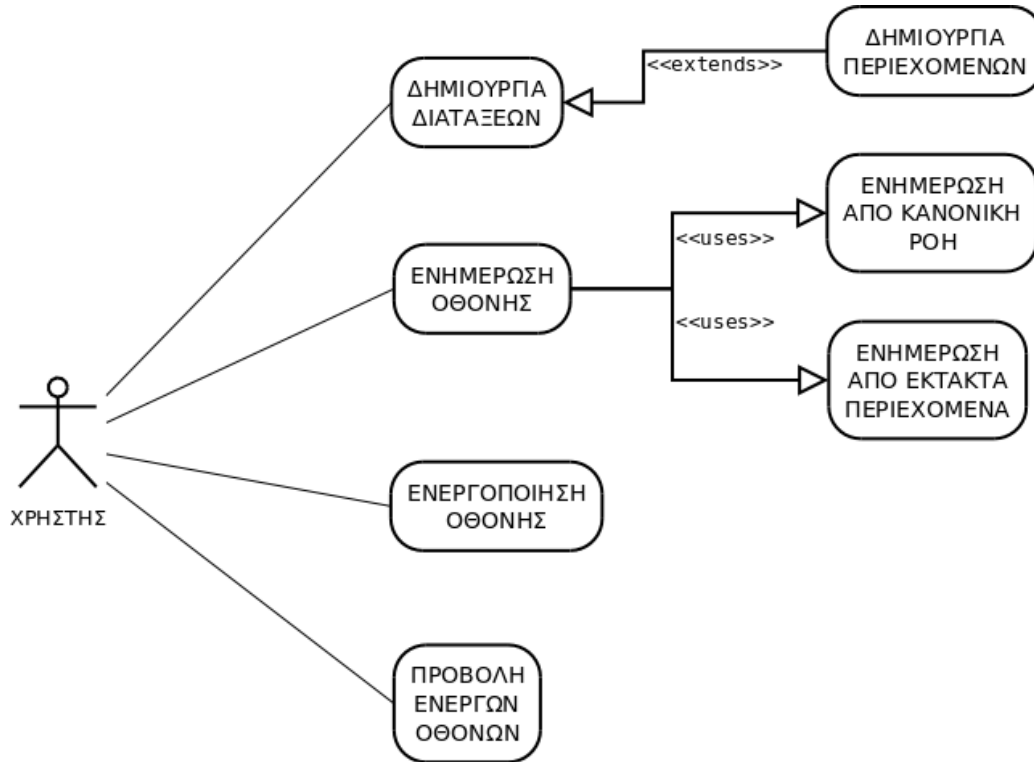 ΔΗΜΙΟΥΡΓΙΑ
ΠΕΡΙΕΧΟΜΕΝΩΝ
<<extends>>
ΔΗΜΙΟΥΡΓΙΑ
ΔΙΑΤΑΞΕΩΝ
ΕΝΗΜΕΡΩΣΗ
ΑΠΟ ΚΑΝΟΝΙΚΗ
ΡΟΗ
<<uses>>
ΕΝΗΜΕΡΩΣΗ
ΟΘΟΝΗΣ
<<uses>>
ΕΝΗΜΕΡΩΣΗ
ΑΠΟ ΕΚΤΑΚΤΑ
ΠΕΡΙΕΧΟΜΕΝΑ
ΧΡΗΣΤΗΣ
ΕΝΕΡΓΟΠΟΙΗΣΗ
ΟΘΟΝΗΣ
ΠΡΟΒΟΛΗ
ΕΝΕΡΓΩΝ
ΟΘΟΝΩΝ